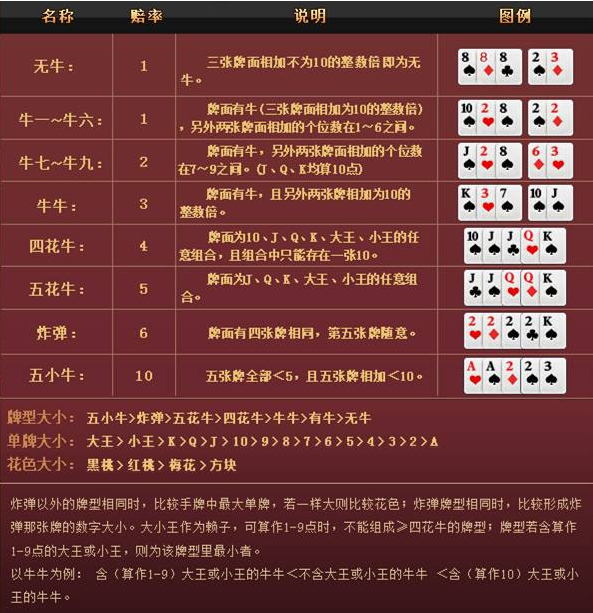 名称 赔率 说明 图例
无牛： 1 三张牌面相加不为10的整数倍即为无
牛。
8 8 8 2 3
牛一~牛六： 1 牌面有牛(三张牌面相加为10的整数倍)
，另外两张牌面相加的个位数在1～6之间。
10 2 8 2 2
牛七~牛九： 2 牌面有牛，另外两张牌面相加的个位数
在7～9之间。(J、Q、K均算10点)
J 2 8 6 3
牛牛： 3 牌面有牛，且另外两张牌相加为10的
整数倍。
K 3 7 10 J
四花牛： 4 牌面为10、J、Q、K、大王、小王的任
意组合，且组合中只能存在一张10。
10 J J Q K
五花牛： 5 牌面为J、Q、K、大王、小王的任意组
合。
J J Q Q K
炸弹： 6 牌面有四张牌相同，第五张牌随意。
2 2 2 2 K
五小牛： 10 五张牌全部＜5，且五张牌相加＜10。
A A 2 2 3
牌型大小： 五小牛>炸弹>五花牛>四花牛>牛牛>有牛>无牛
单牌大小： 大王>小王>K>Q>J>10>9>8>7>6>5>4>3>2>A
花色大小： 黑桃>红桃>梅花>方块
炸弹以外的牌型相同时，比较手牌中最大单牌，若一样大则比较花色；炸弹牌型相同时，比较形成炸
弹那张牌的数字大小。大小王作为赖子，可算作1-9点时，不能组成≥四花牛的牌型；牌型若含算作
1-9点的大王或小王，则为该牌型里最小者。
以牛牛为例： 含（算作1-9）大王或小王的牛牛＜不含大王或小王的牛牛 ＜含（算作10）大王或小
王的牛牛。